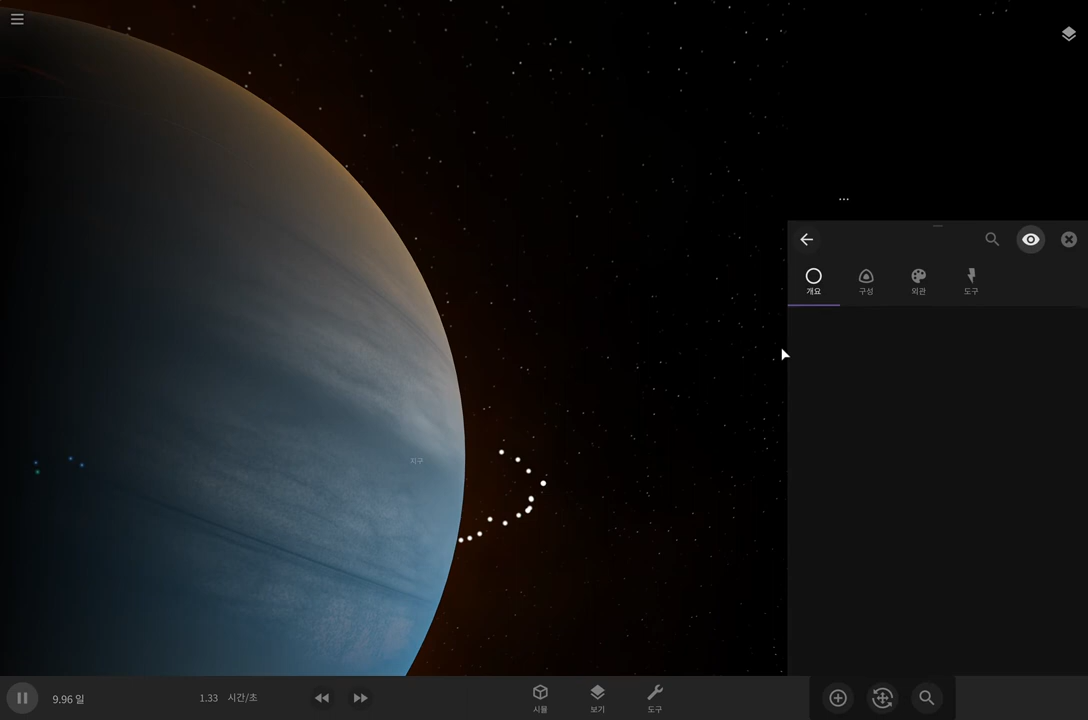 ...
개요 구성 외관 도구
지구
9.96 일 1.33 시간/초 시뮬 보기 도구